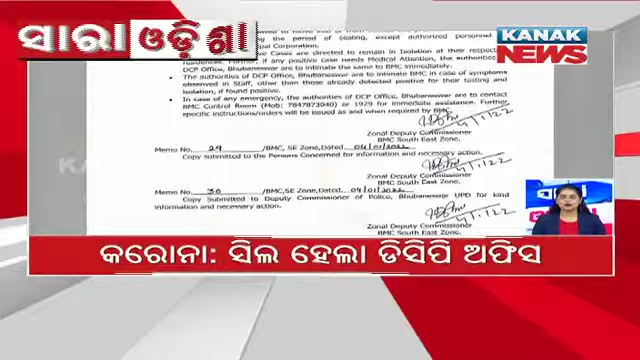 ସାରା ଓଡ଼ିଶା
KANAK
NEWS
the period of sealing, except authorized personnel
Corporation.
Cases are directed to remain in Isolation at their
residences. Further, if any positive case needs Medical Attention, the authorities
DCP Office, Bhubaneswar are to intimate the same to BMC immediately.
• The authorities of DCP Office, Bhubaneswar are to intimate BMC in case of symptoms
observed in Staff, other than those already detected positive for their testing and
isolation, if found positive.
• In case of any emergency, the authorities of DCP Office, Bhubaneswar are to contact
BMC Control Room (Mob: 7847873040) or 1929 for immediate assistance. Further
specific instructions/orders will be issued as and when required by BMC.
Zonal Deputy Commissioner
BMC South East Zone.
Memo No. 29 /BMC, SE Zone, Dated. 04/01/2022
Copy submitted to the Persons Concerned for information and necessary action.
Zonal Deputy Commissioner
BMC South East Zone.
Memo No. 30 /BMC, SE Zone, Dated. 04/01/2022
Copy Submitted to Deputy Commissioner of Police, Bhubaneswar UPD for kind
information and necessary action.
Zonal Deputy Commissioner
BMC South East Zone.
କରୋନା: ସିଲ ହେଲା ଡିସିପି ଅଫିସ